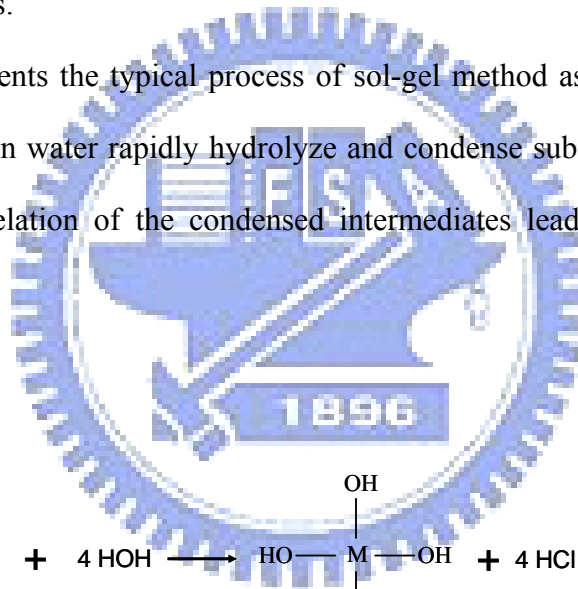 s.
ents the typical process of sol-gel method as
n water rapidly hydrolyze and condense sub
elation of the condensed intermediates lead
E S A
1896
OH
+ 4 HOH → HO — M — OH + 4 HCl